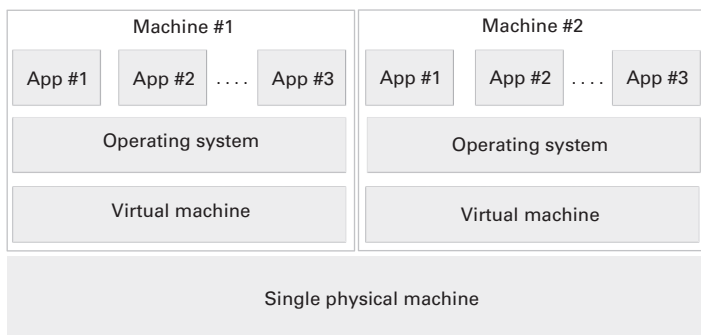 Machine #1
App #1 App #2 .... App #3
Operating system
Virtual machine
Machine #2
App #1 App #2 .... App #3
Operating system
Virtual machine
Single physical machine